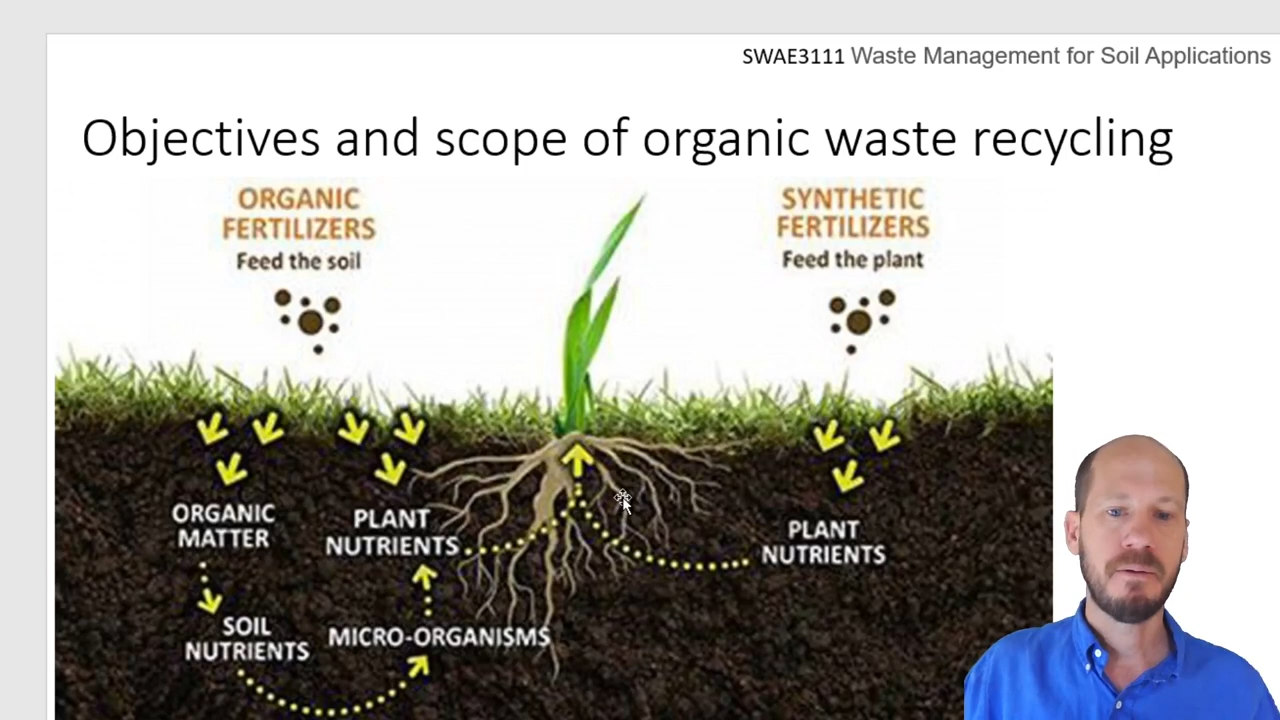 SWAE3111 Waste Management for Soil Applications
Objectives and scope of organic waste recycling
ORGANIC
FERTILIZERS
Feed the soil
SYNTHETIC
FERTILIZERS
Feed the plant
ORGANIC
MATTER
PLANT
NUTRIENTS
PLANT
NUTRIENTS
SOIL
NUTRIENTS
MICRO-ORGANISMS